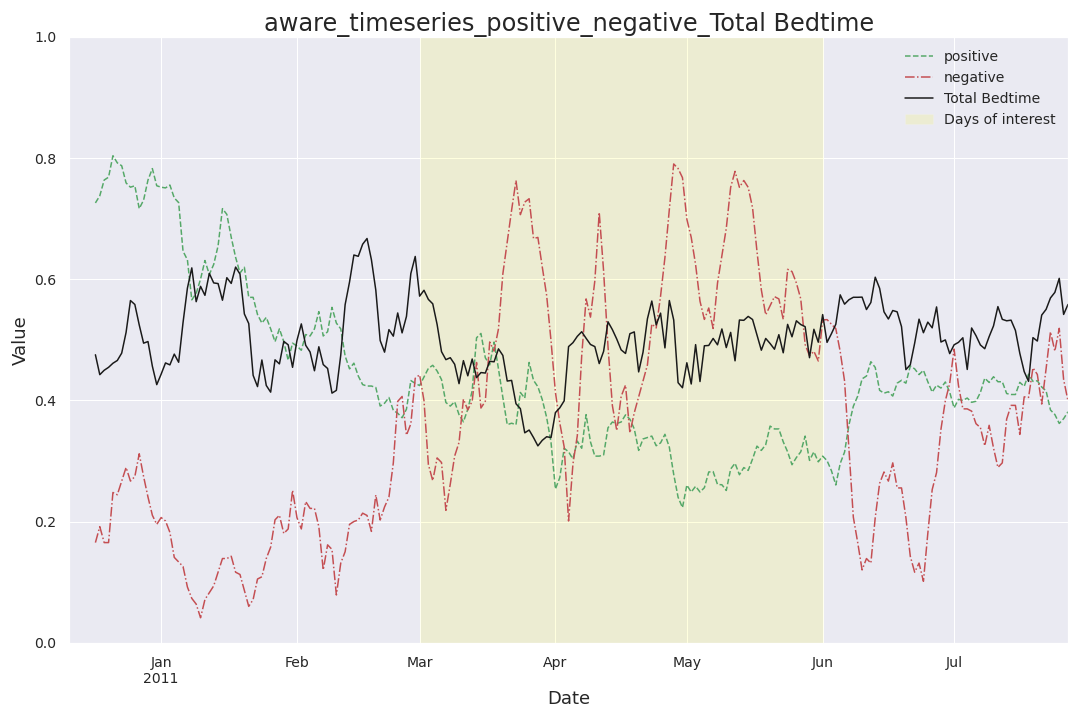 aware_timeseries_positive_negative_Total Bedtime
1.0
0.8
0.6
0.4
0.2
0.0
Value
positive
negative
Total Bedtime
Days of interest
Jan
2011
Feb
Mar
Apr
May
Jun
Jul
Date